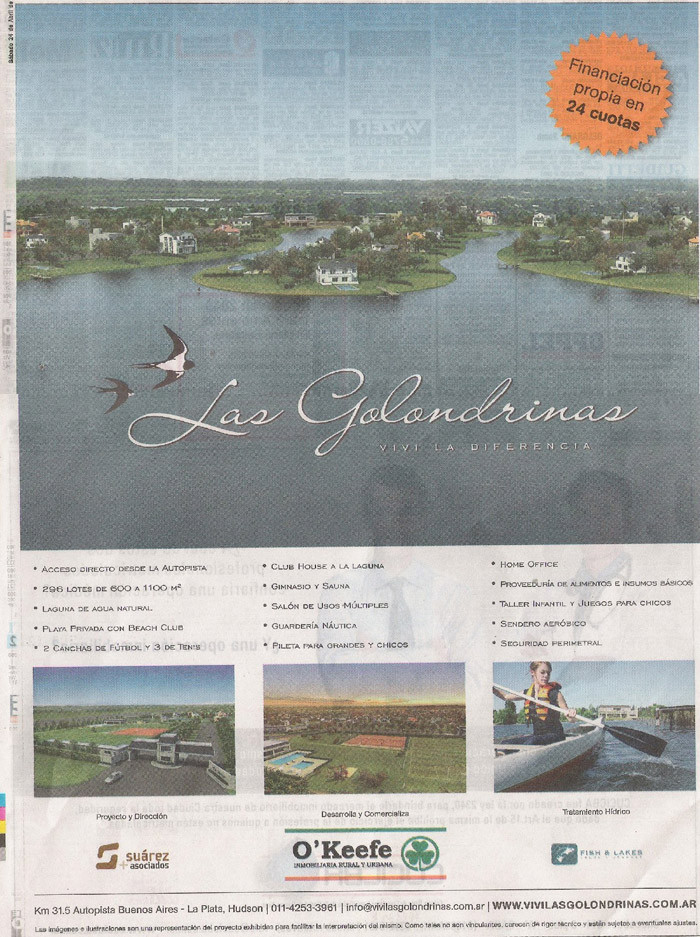 Sábado 24 de Abril de
Financiación
propia en
24 cuotas
Las Golondrinas
VIVI LA DIFERENCIA
• Acceso directo desde la Autopista
• 296 lotes de 600 a 1100 m²
• Laguna de agua natural
• Playa Privada con Beach Club
• 2 Canchas de Fútbol y 3 de Tenis
• Club House a la laguna
• Gimnasio y Sauna
• Salón de Usos Múltiples
• Guardería Náutica
• Pileta para grandes y chicos
• Home Office
• Proveeduría de alimentos e insumos básicos
• Taller Infantil y Juegos para chicos
• Sendero aeróbico
• Seguridad perimetral
Proyecto y Dirección
suárez
+asociados
Desarrolla y Comercializa
O'Keefe
INMOBILIARIA RURAL Y URBANA
Tratamiento Hídrico
FISH & LAKES
Km 31.5 Autopista Buenos Aires - La Plata, Hudson | 011-4253-3961 | info@vivilasgolondrinas.com.ar | WWW.VIVILASGOLONDRINAS.COM.AR
Las imágenes e ilustraciones son una representación del proyecto exhibidas para facilitar la interpretación del mismo. Como tales no son vinculantes, carecen de rigor técnico y están sujetas a eventuales ajustes.